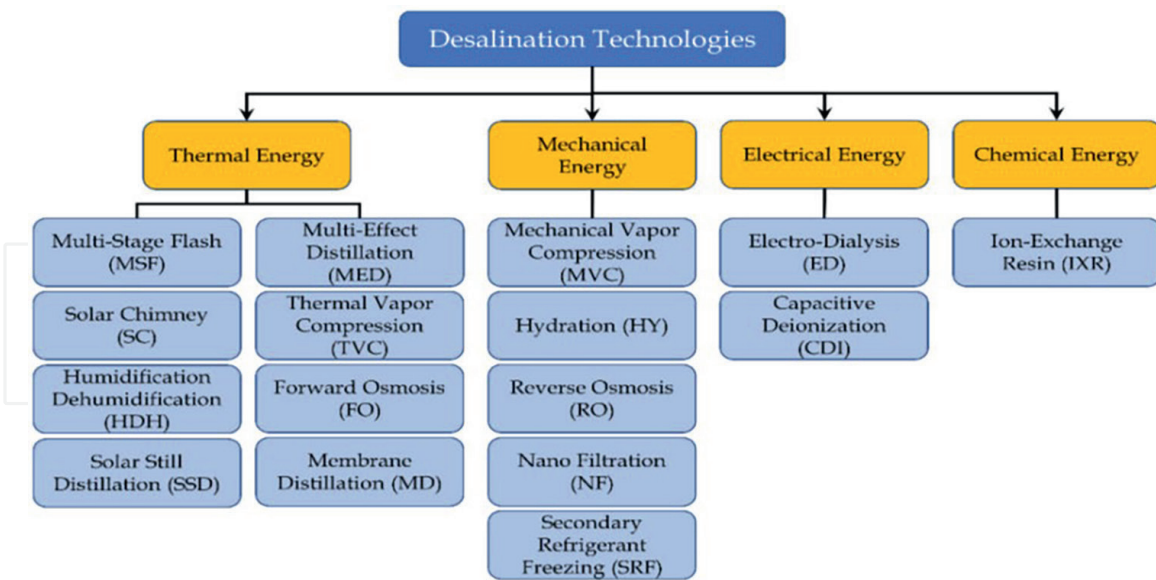 Desalination Technologies
Thermal Energy
Mechanical
Energy
Electrical Energy
Chemical Energy
Multi-Stage Flash
(MSF)
Solar Chimney
(SC)
Humidification
Dehumidification
(HDH)
Solar Still
Distillation (SSD)
Multi-Effect
Distillation
(MED)
Thermal Vapor
Compression
(TVC)
Forward Osmosis
(FO)
Membrane
Distillation (MD)
Mechanical Vapor
Compression
(MVC)
Hydration (HY)
Reverse Osmosis
(RO)
Nano Filtration
(NF)
Secondary
Refrigerant
Freezing (SRF)
Electro-Dialysis
(ED)
Capacitive
Deionization
(CDI)
Ion-Exchange
Resin (IXR)